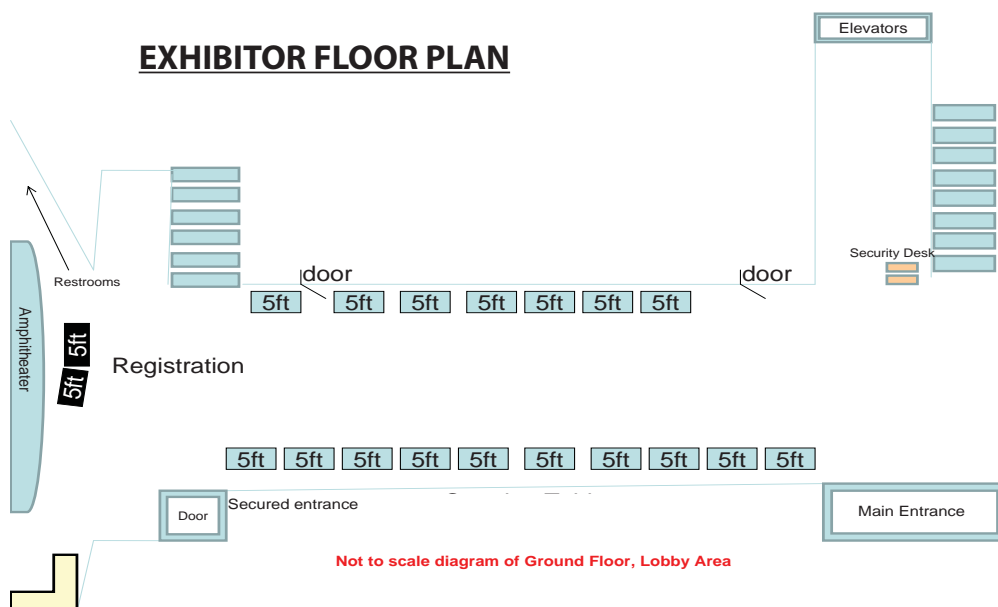 EXHIBITOR FLOOR PLAN
Elevators
Security Desk
door
door
Restrooms
5ft 5ft 5ft 5ft 5ft 5ft 5ft
Amphitheater
5ft
5ft
Registration
5ft 5ft 5ft 5ft 5ft 5ft 5ft 5ft 5ft 5ft
Secured entrance
Door
Main Entrance
Not to scale diagram of Ground Floor, Lobby Area